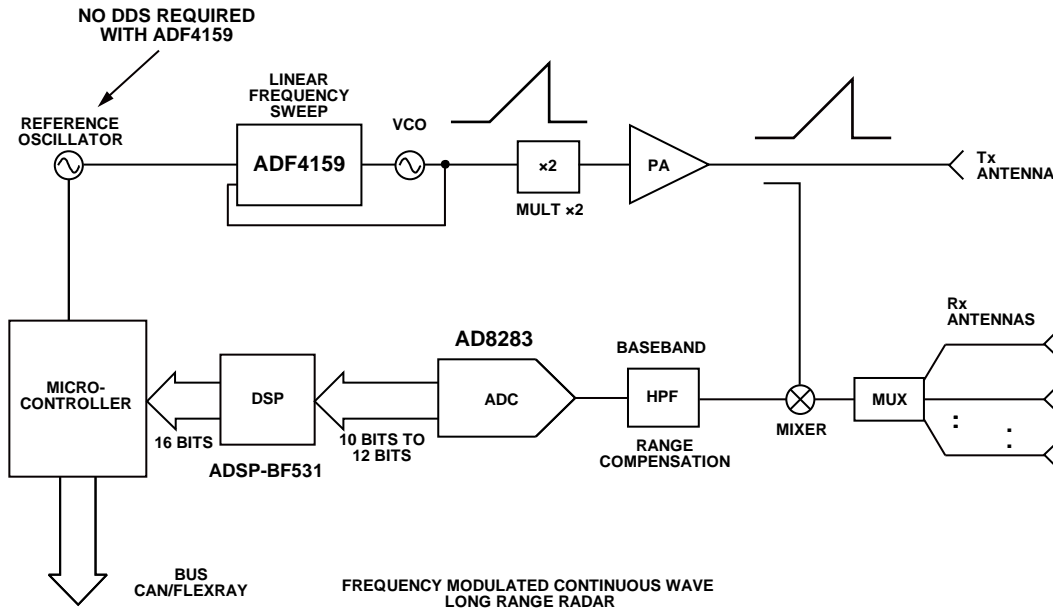 NO DDS REQUIRED
WITH ADF4159
REFERENCE
OSCILLATOR
LINEAR
FREQUENCY
SWEEP
ADF4159
VCO
×2
MULT ×2
PA
Tx
ANTENNA
Rx
ANTENNAS
MICRO-
CONTROLLER
16 BITS
DSP
ADSP-BF531
10 BITS TO
12 BITS
AD8283
ADC
BASEBAND
HPF
RANGE
COMPENSATION
MIXER
MUX
BUS
CAN/FLEXRAY
FREQUENCY MODULATED CONTINUOUS WAVE
LONG RANGE RADAR